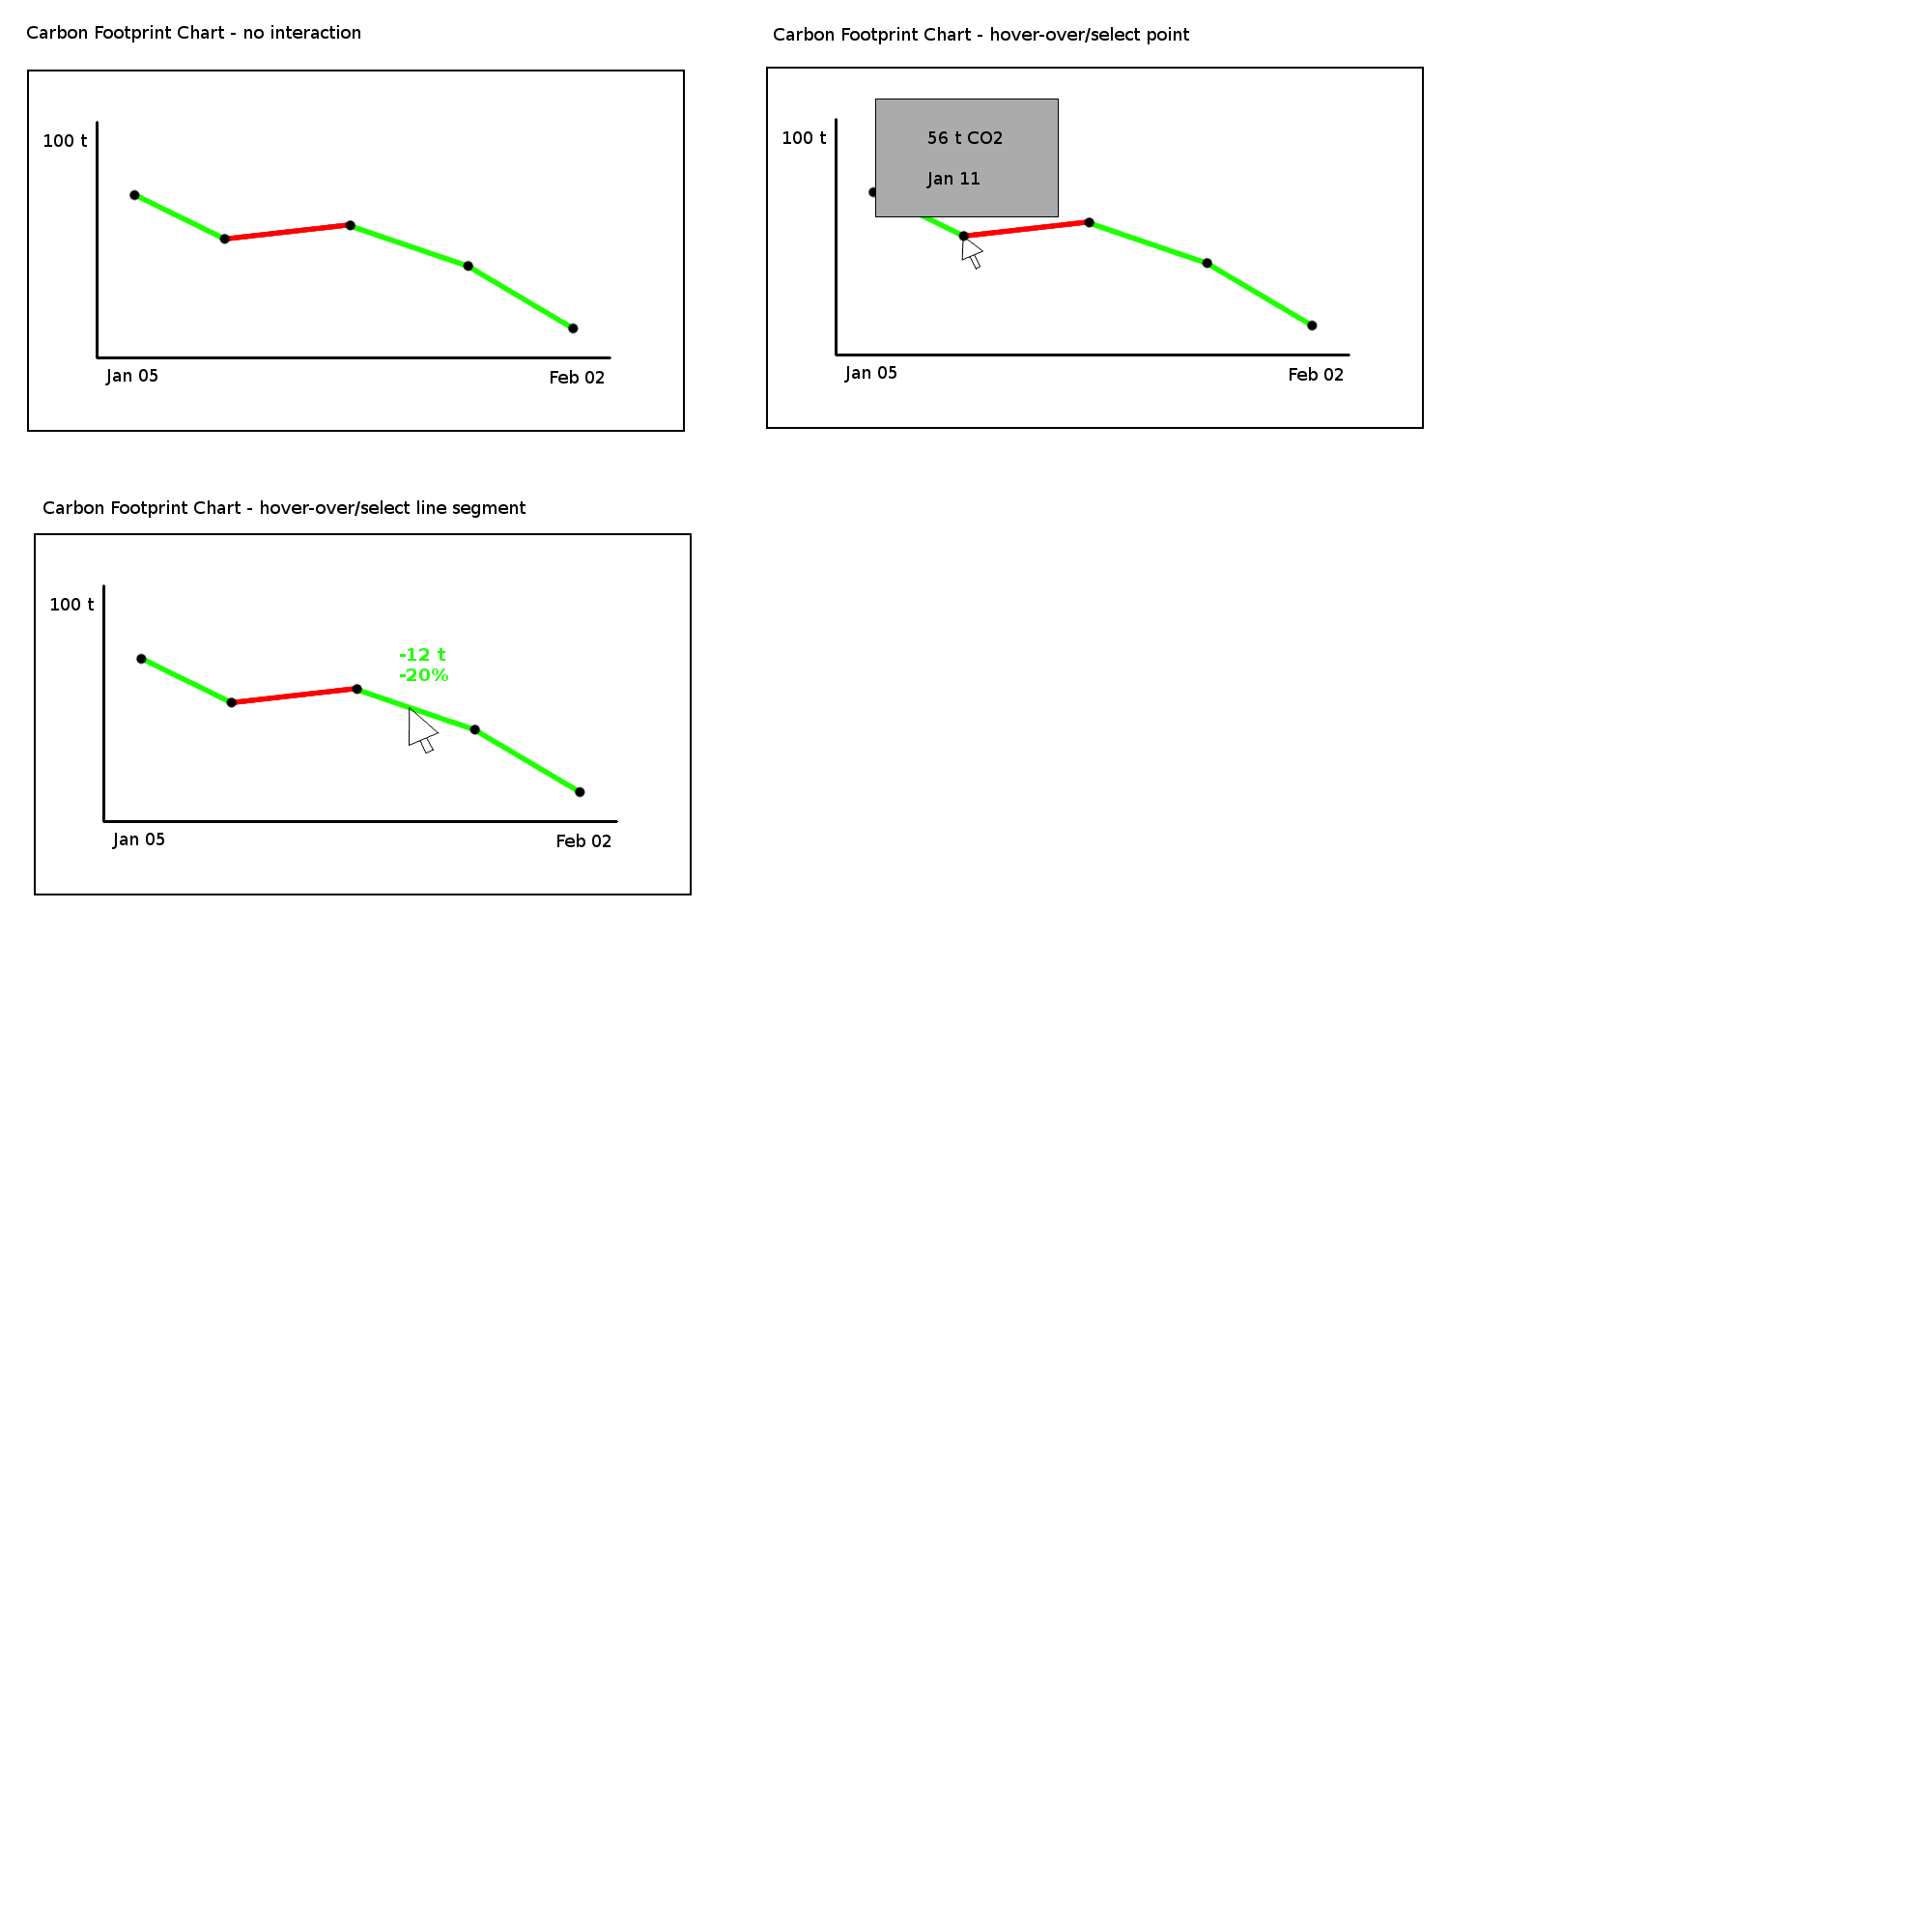 Carbon Footprint Chart - no interaction
100 t
Jan 05
Feb 02
Carbon Footprint Chart - hover-over/select point
100 t
56 t CO2
Jan 11
Jan 05
Feb 02
Carbon Footprint Chart - hover-over/select line segment
100 t
-12 t
-20%
Jan 05
Feb 02